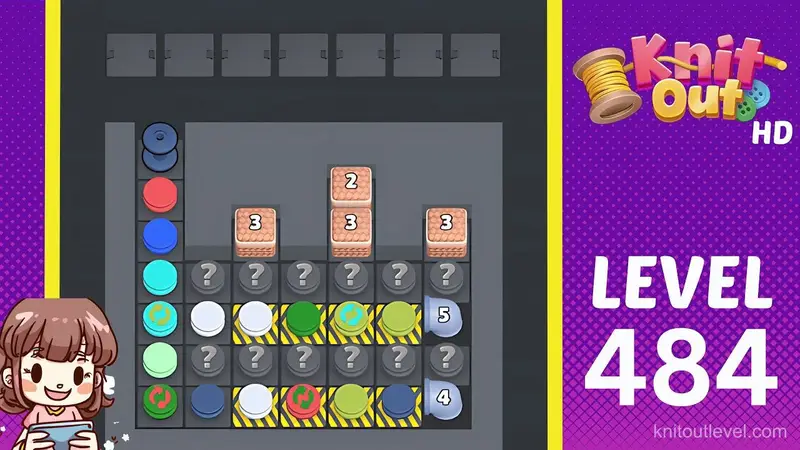 Knit
Out
HD
2
3
3
3
? ? ? ? ? ?
5
? ? ? ? ? ?
4
LEVEL
484
knitoutlevel.com